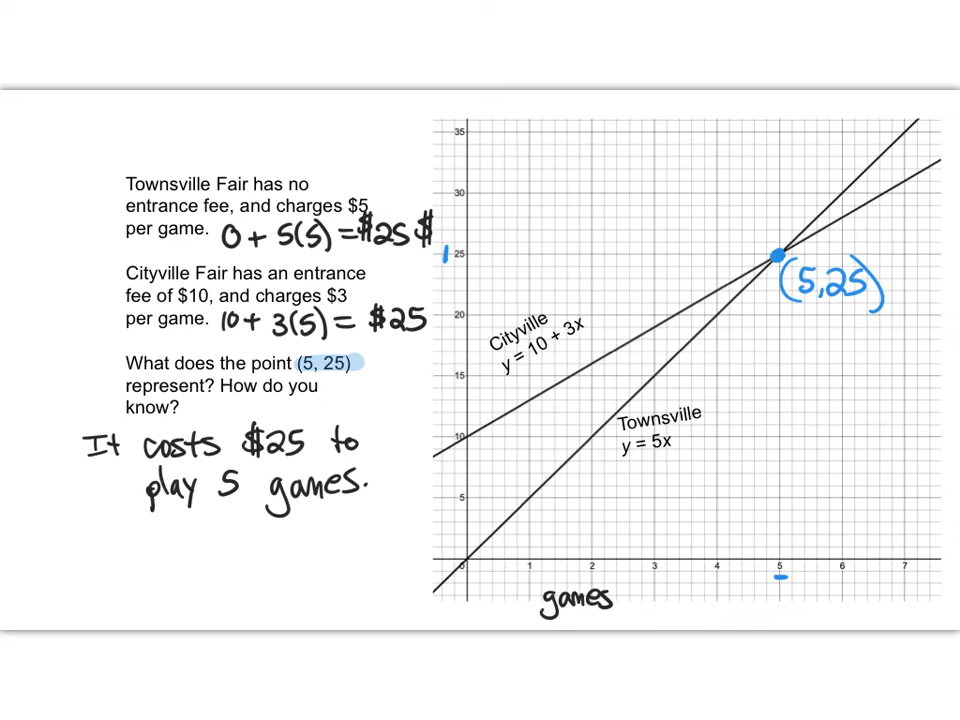 Townsville Fair has no
entrance fee, and charges $5
per game. 0 + 5(5) = $25 $
Cityville Fair has an entrance
fee of $10, and charges $3
per game. 10 + 3(5) = $25
What does the point (5, 25)
represent? How do you
know?
It costs $25 to
play 5 games.
35
30
25
20
15
10
5
0 1 2 3 4 5 6 7
games
(5,25)
Cityville
y = 10 + 3x
Townsville
y = 5x